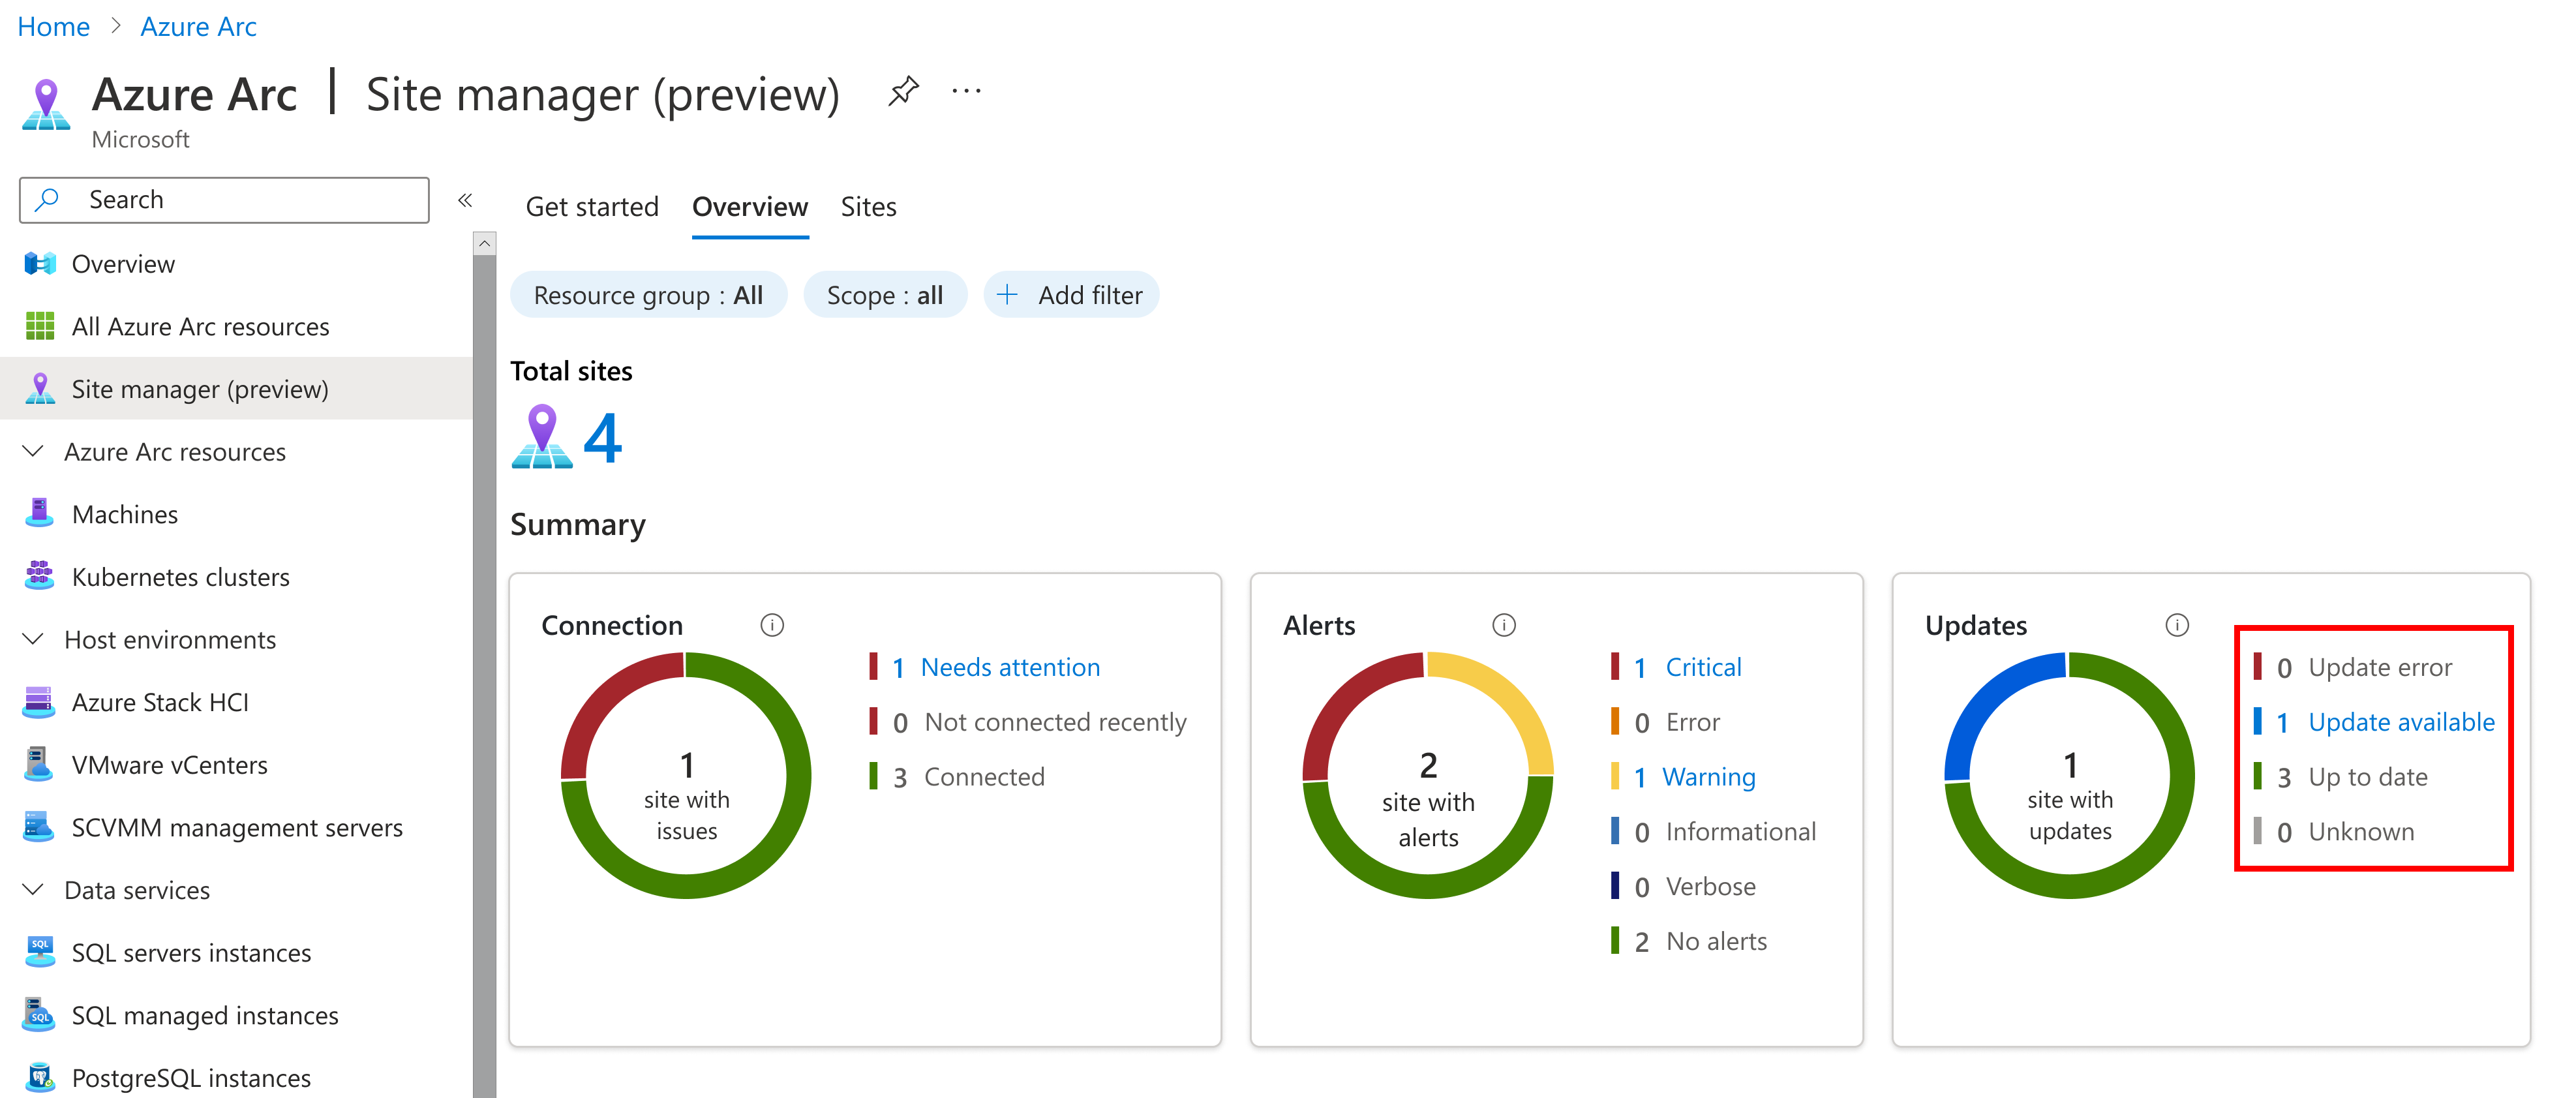 Home > Azure Arc
Azure Arc | Site manager (preview) ...
Microsoft
Search «
Overview
All Azure Arc resources
Site manager (preview)
Azure Arc resources
Machines
Kubernetes clusters
Host environments
Azure Stack HCI
VMware vCenters
SCVMM management servers
Data services
SQL servers instances
SQL managed instances
PostgreSQL instances
Get started Overview Sites
Resource group : All Scope : all + Add filter
Total sites
4
Summary
Connection
1
site with
issues
1 Needs attention
0 Not connected recently
3 Connected
Alerts
2
site with
alerts
1 Critical
0 Error
1 Warning
0 Informational
0 Verbose
2 No alerts
Updates
1
site with
updates
0 Update error
1 Update available
3 Up to date
0 Unknown